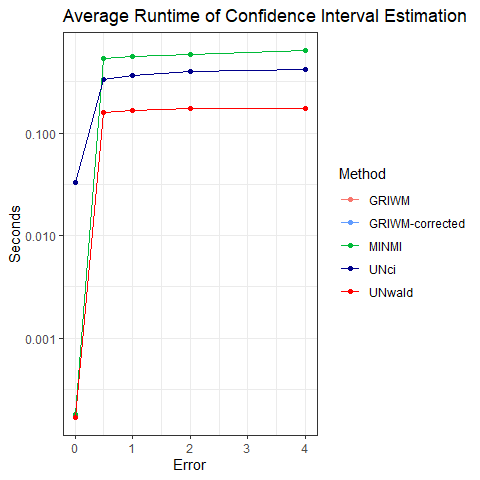 Average Runtime of Confidence Interval Estimation
Seconds
0.100
0.010
0.001
0
1
2
3
4
Error
Method
GRIWM
GRIWM-corrected
MINMI
UNci
UNwald